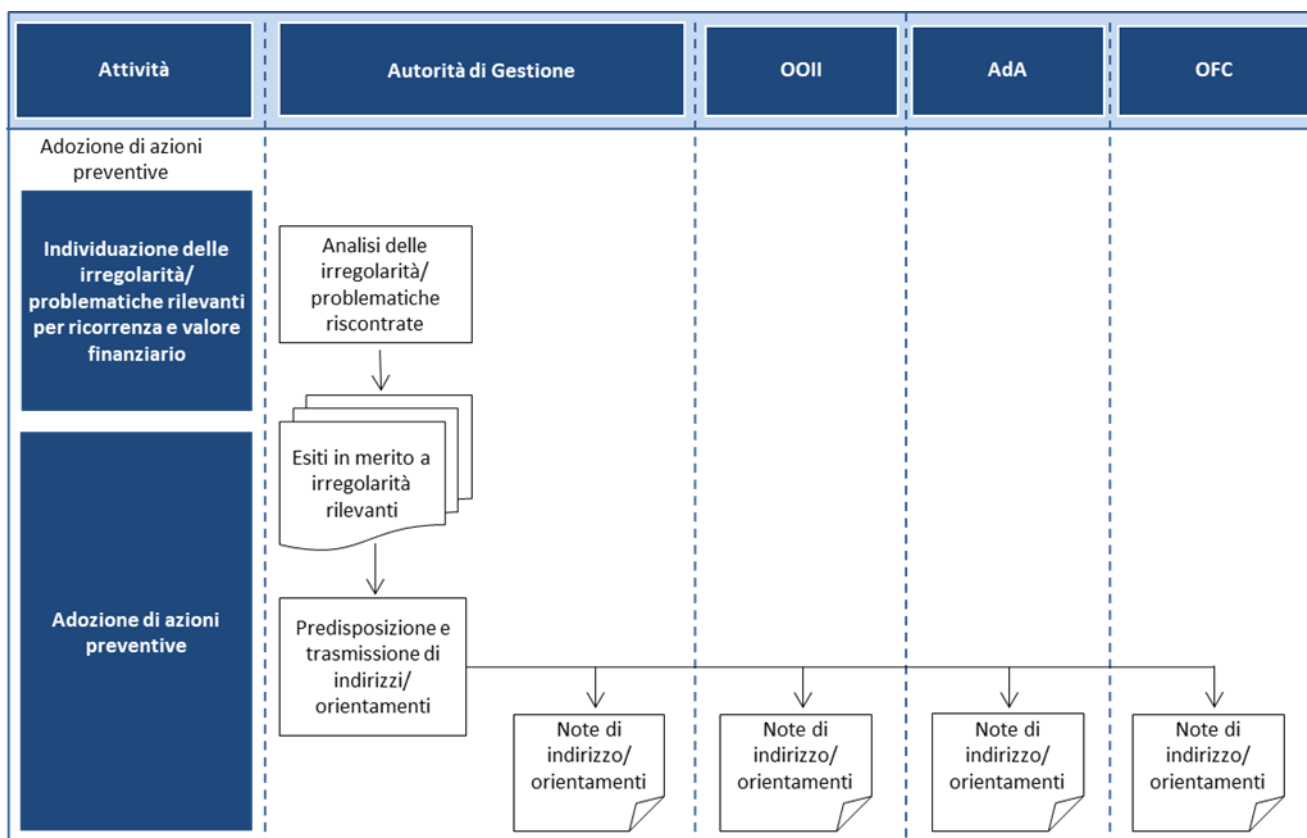 Attività
Autorità di Gestione
OOII
AdA
OFC
Adozione di azioni
preventive
Individuazione delle
irregolarità/
problematiche rilevanti
per ricorrenza e valore
finanziario
Analisi delle
irregolarità/
problematiche
riscontrate
Esiti in merito a
irregolarità
rilevanti
Adozione di azioni
preventive
Predisposizione e
trasmissione di
indirizzi/
orientamenti
Note di
indirizzo/
orientamenti
Note di
indirizzo/
orientamenti
Note di
indirizzo/
orientamenti
Note di
indirizzo/
orientamenti